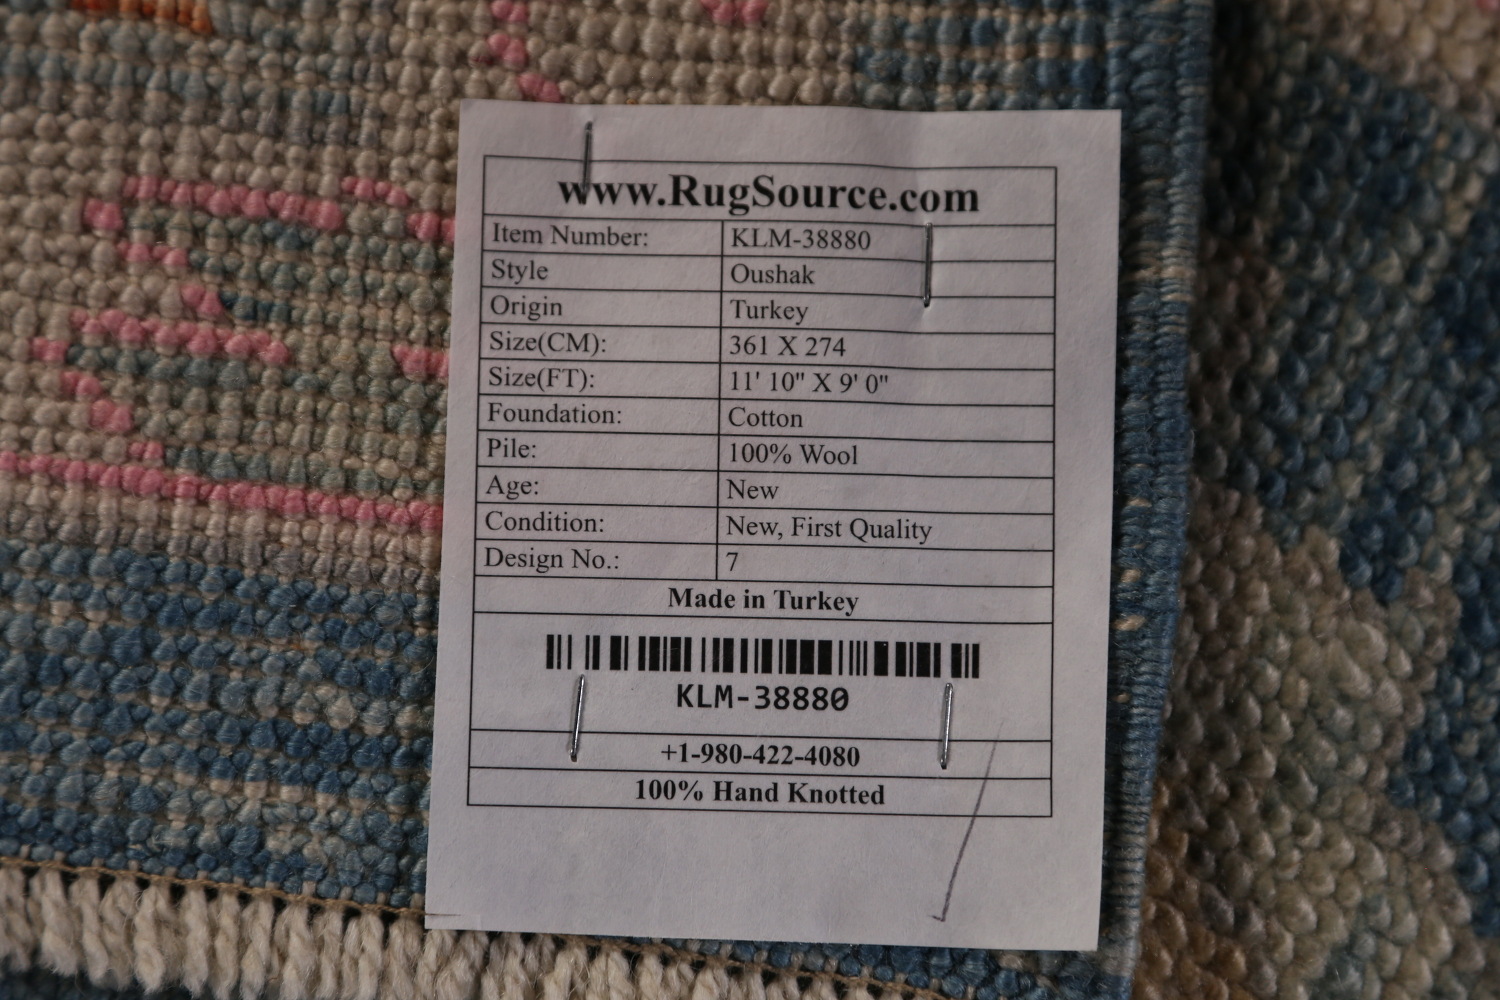 www.RugSource.com
Item Number: KLM-38880
Style Oushak
Origin Turkey
Size(CM): 361 X 274
Size(FT): 11' 10" X 9' 0"
Foundation: Cotton
Pile: 100% Wool
Age: New
Condition: New, First Quality
Design No.: 7
Made in Turkey
KLM-38880
+1-980-422-4080
100% Hand Knotted